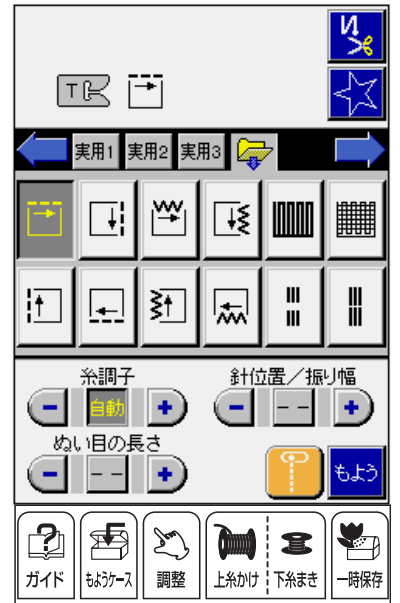 T
実用1 実用2 実用3
糸調子 針位置／振り幅
自動 - -
ぬい目の長さ
- - もよう
ガイド もようケース 調整 上糸かけ 下糸まき 一時保存